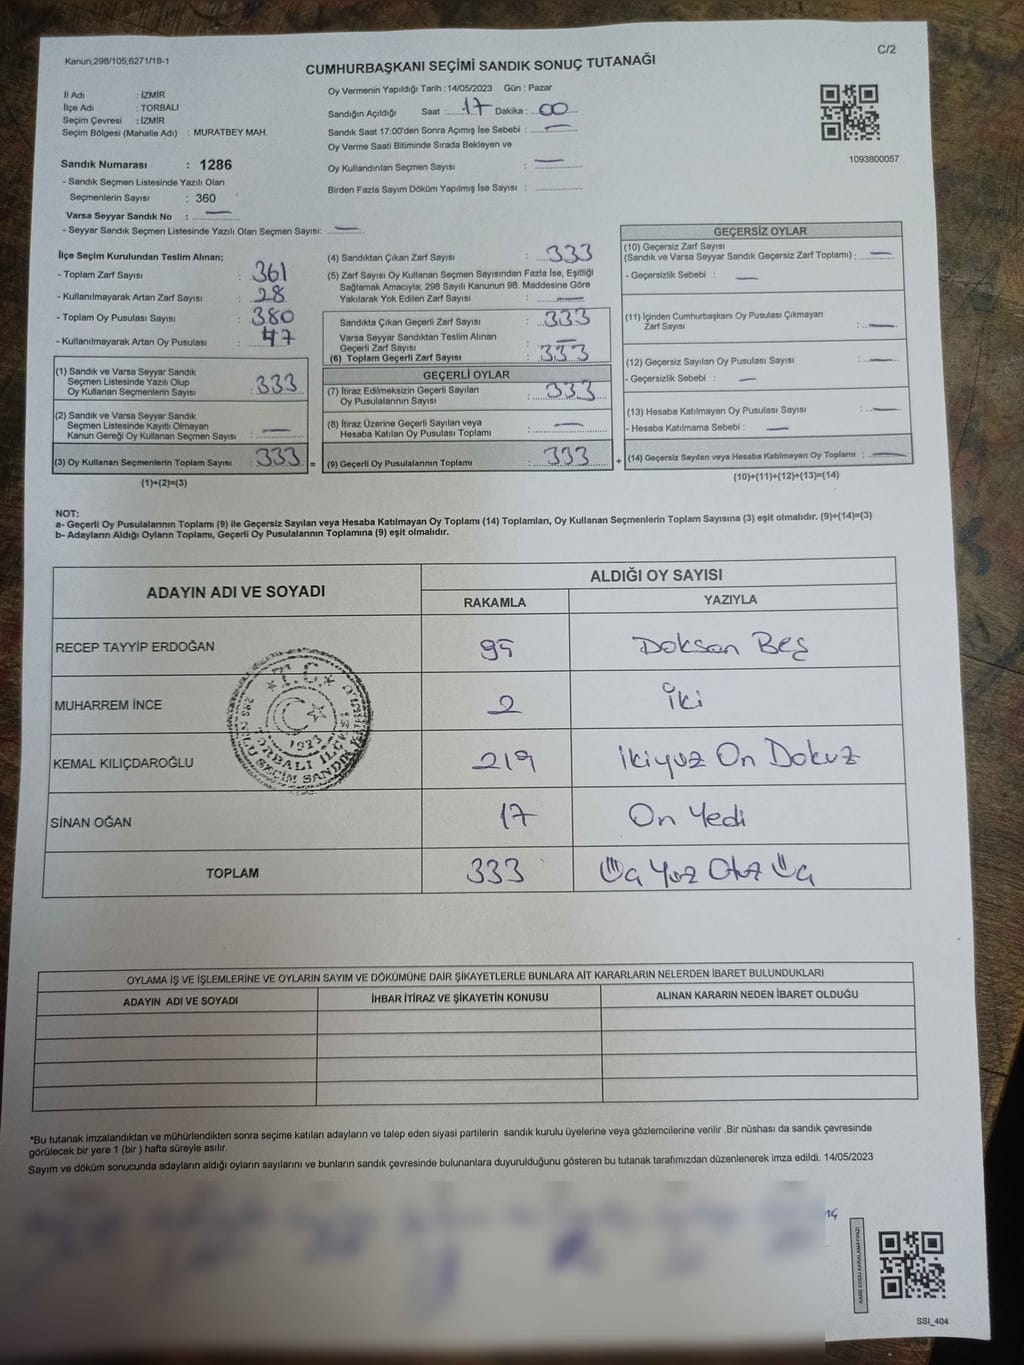 Kanun;298/105;6271/18-1
C/2
CUMHURBAŞKANI SEÇİMİ SANDIK SONUÇ TUTANAĞI
İl Adı : İZMİR
İlçe Adı : TORBALI
Seçim Çevresi : İZMİR
Seçim Bölgesi (Mahalle Adı) : MURATBEY MAH.
Sandık Numarası : 1286
- Sandık Seçmen Listesinde Yazılı Olan
Seçmenlerin Sayısı : 360
Varsa Seyyar Sandık No : —
- Seyyar Sandık Seçmen Listesinde Yazılı Olan Seçmen Sayısı: —
Oy Vermenin Yapıldığı Tarih : 14/05/2023 Gün : Pazar
Sandığın Açıldığı Saat : 17 Dakika : 00
Sandık Saat 17:00'den Sonra Açımış İse Sebebi : —
Oy Verme Saati Bitiminde Sırada Bekleyen ve
Oy Kullandırılan Seçmen Sayısı : —
Birden Fazla Sayım Döküm Yapılmış İse Sayısı :
1093800057
İlçe Seçim Kurulundan Teslim Alınan;
- Toplam Zarf Sayısı : 361
- Kullanılmayarak Artan Zarf Sayısı : 28
- Toplam Oy Pusulası Sayısı : 380
- Kullanılmayarak Artan Oy Pusulası : 47
(1) Sandık ve Varsa Seyyar Sandık
Seçmen Listesinde Yazılı Olup
Oy Kullanan Seçmenlerin Sayısı : 333
(2) Sandık ve Varsa Seyyar Sandık
Seçmen Listesinde Kayıtlı Olmayan
Kanun Gereği Oy Kullanan Seçmen Sayısı : —
(3) Oy Kullanan Seçmenlerin Toplam Sayısı : 333 =
(1)+(2)=(3)
(4) Sandıktan Çıkan Zarf Sayısı : 333
(5) Zarf Sayısı Oy Kullanan Seçmen Sayısından Fazla İse, Eşitliği
Sağlamak Amacıyla; 298 Sayılı Kanunun 98. Maddesine Göre
Yakılarak Yok Edilen Zarf Sayısı : —
Sandıkta Çıkan Geçerli Zarf Sayısı : 333
Varsa Seyyar Sandıktan Teslim Alınan
Geçerli Zarf Sayısı : —
(6) Toplam Geçerli Zarf Sayısı : 333
GEÇERLİ OYLAR
(7) İtiraz Edilmeksizin Geçerli Sayılan
Oy Pusulalarının Sayısı : 333
(8) İtiraz Üzerine Geçerli Sayılan veya
Hesaba Katılan Oy Pusulası Toplamı : —
(9) Geçerli Oy Pusulalarının Toplamı : 333 +
GEÇERSİZ OYLAR
(10) Geçersiz Zarf Sayısı
(Sandık ve Varsa Seyyar Sandık Geçersiz Zarf Toplamı) : —
- Geçersizlik Sebebi : —
(11) İçinden Cumhurbaşkanı Oy Pusulası Çıkmayan
Zarf Sayısı : —
(12) Geçersiz Sayılan Oy Pusulası Sayısı : —
- Geçersizlik Sebebi : —
(13) Hesaba Katılmayan Oy Pusulası Sayısı : —
- Hesaba Katılmama Sebebi : —
(14) Geçersiz Sayılan veya Hesaba Katılmayan Oy Toplamı : —
(10)+(11)+(12)+(13)=(14)
NOT:
a- Geçerli Oy Pusulalarının Toplamı (9) ile Geçersiz Sayılan veya Hesaba Katılmayan Oy Toplamı (14) Toplamları, Oy Kullanan Seçmenlerin Toplam Sayısına (3) eşit olmalıdır. (9)+(14)=(3)
b- Adayların Aldığı Oyların Toplamı, Geçerli Oy Pusulalarının Toplamına (9) eşit olmalıdır.
ADAYIN ADI VE SOYADI
ALDIĞI OY SAYISI
RAKAMLA YAZIYLA
RECEP TAYYİP ERDOĞAN 95 Doksan Beş
MUHARREM İNCE 2 İki
KEMAL KILIÇDAROĞLU 219 İkiyüz On Dokuz
SİNAN OĞAN 17 On Yedi
TOPLAM 333 Üç Yüz Otuz Üç
*T.C.*
1923
OYLAMA İŞ VE İŞLEMLERİNE VE OYLARIN SAYIM VE DÖKÜMÜNE DAİR ŞİKAYETLERLE BUNLARA AİT KARARLARIN NELERDEN İBARET BULUNDUKLARI
ADAYIN ADI VE SOYADI İHBAR İTİRAZ VE ŞİKAYETİN KONUSU ALINAN KARARIN NEDEN İBARET OLDUĞU
*Bu tutanak imzalandıktan ve mühürlendikten sonra seçime katılan adayların ve talep eden siyasi partilerin sandık kurulu üyelerine veya gözlemcilerine verilir .Bir nüshası da sandık çevresinde
görülecek bir yere 1 (bir ) hafta süreyle asılır.
Sayım ve döküm sonucunda adayların aldığı oyların sayılarını ve bunların sandık çevresinde bulunanlara duyurulduğunu gösteren bu tutanak tarafımızdan düzenlenerek imza edildi. 14/05/2023
KARE KODU KARALAMAYINIZ!
SSI_404